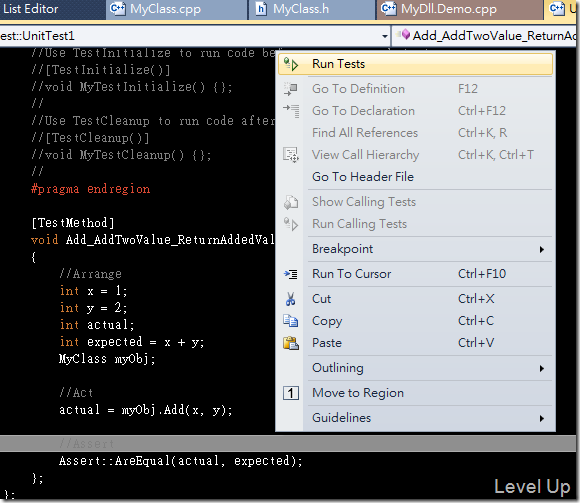 List Editor MyClass.cpp MyClass.h MyDll.Demo.cpp U
est::UnitTest1 Add_AddTwoValue_ReturnAd
//Use TestInitialize to run code be
//[TestInitialize()]
//void MyTestInitialize() {};
//
//Use TestCleanup to run code after
//[TestCleanup()]
//void MyTestCleanup() {};
//
#pragma endregion
[TestMethod]
void Add_AddTwoValue_ReturnAddedVal
{
//Arrange
int x = 1;
int y = 2;
int actual;
int expected = x + y;
MyClass myObj;
//Act
actual = myObj.Add(x, y);
//Assert
Assert::AreEqual(actual, expected);
};
};
Run Tests
Go To Definition F12
Go To Declaration Ctrl+F12
Find All References Ctrl+K, R
View Call Hierarchy Ctrl+K, Ctrl+T
Go To Header File
Show Calling Tests
Run Calling Tests
Breakpoint
Run To Cursor Ctrl+F10
Cut Ctrl+X
Copy Ctrl+C
Paste Ctrl+V
Outlining
1 Move to Region
Guidelines
Level Up